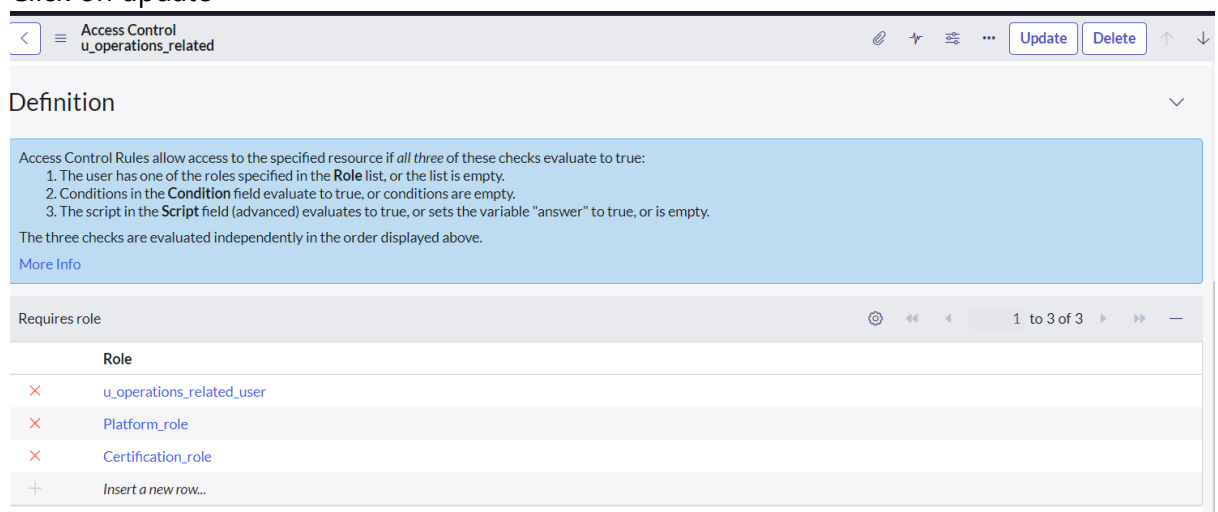 Click on update
Access Control
u_operations_related
Update
Delete
Definition
Access Control Rules allow access to the specified resource if all three of these checks evaluate to true:
1. The user has one of the roles specified in the Role list, or the list is empty.
2. Conditions in the Condition field evaluate to true, or conditions are empty.
3. The script in the Script field (advanced) evaluates to true, or sets the variable "answer" to true, or is empty.
The three checks are evaluated independently in the order displayed above.
More Info
Requires role
1 to 3 of 3
Role
u_operations_related_user
Platform_role
Certification_role
Insert a new row...